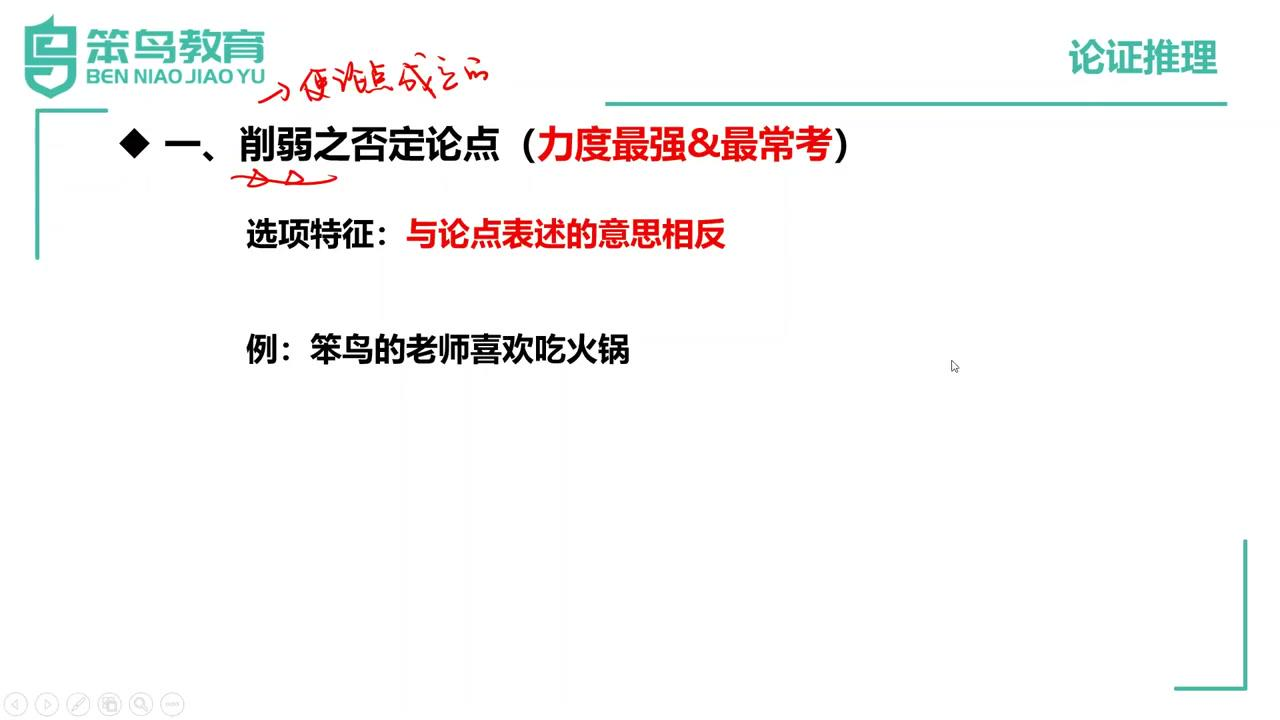 笨鸟教育
BEN NIAO JIAO YU
论证推理
→使论点成立的
◆ 一、削弱之否定论点（力度最强&最常考）
选项特征：与论点表述的意思相反
例：笨鸟的老师喜欢吃火锅